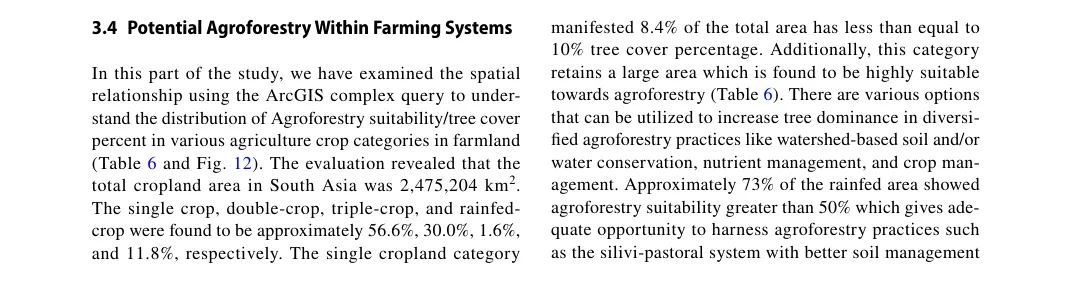 3.4 Potential Agroforestry Within Farming Systems
In this part of the study, we have examined the spatial
relationship using the ArcGIS complex query to under-
stand the distribution of Agroforestry suitability/tree cover
percent in various agriculture crop categories in farmland
(Table 6 and Fig. 12). The evaluation revealed that the
total cropland area in South Asia was 2,475,204 km².
The single crop, double-crop, triple-crop, and rainfed-
crop were found to be approximately 56.6%, 30.0%, 1.6%,
and 11.8%, respectively. The single cropland category
manifested 8.4% of the total area has less than equal to
10% tree cover percentage. Additionally, this category
retains a large area which is found to be highly suitable
towards agroforestry (Table 6). There are various options
that can be utilized to increase tree dominance in diversi-
fied agroforestry practices like watershed-based soil and/or
water conservation, nutrient management, and crop man-
agement. Approximately 73% of the rainfed area showed
agroforestry suitability greater than 50% which gives ade-
quate opportunity to harness agroforestry practices such
as the silivi-pastoral system with better soil management